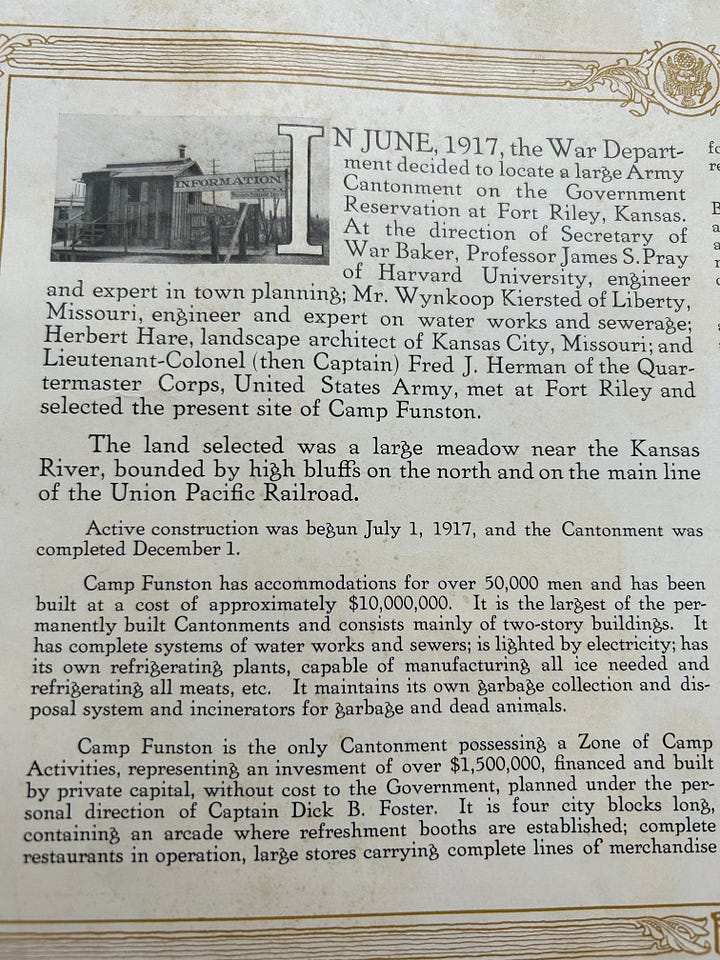 INFORMATION
IN JUNE, 1917, the War Depart-
ment decided to locate a large Army
Cantonment on the Government
Reservation at Fort Riley, Kansas.
At the direction of Secretary of
War Baker, Professor James S. Pray
of Harvard University, engineer
and expert in town planning; Mr. Wynkoop Kiersted of Liberty,
Missouri, engineer and expert on water works and sewerage;
Herbert Hare, landscape architect of Kansas City, Missouri; and
Lieutenant-Colonel (then Captain) Fred J. Herman of the Quar-
termaster Corps, United States Army, met at Fort Riley and
selected the present site of Camp Funston.
The land selected was a large meadow near the Kansas
River, bounded by high bluffs on the north and on the main line
of the Union Pacific Railroad.
Active construction was begun July 1, 1917, and the Cantonment was
completed December 1.
Camp Funston has accommodations for over 50,000 men and has been
built at a cost of approximately $10,000,000. It is the largest of the per-
manently built Cantonments and consists mainly of two-story buildings. It
has complete systems of water works and sewers; is lighted by electricity; has
its own refrigerating plants, capable of manufacturing all ice needed and
refrigerating all meats, etc. It maintains its own garbage collection and dis-
posal system and incinerators for garbage and dead animals.
Camp Funston is the only Cantonment possessing a Zone of Camp
Activities, representing an invesment of over $1,500,000, financed and built
by private capital, without cost to the Government, planned under the per-
sonal direction of Captain Dick B. Foster. It is four city blocks long,
containing an arcade where refreshment booths are established; complete
restaurants in operation, large stores carrying complete lines of merchandise